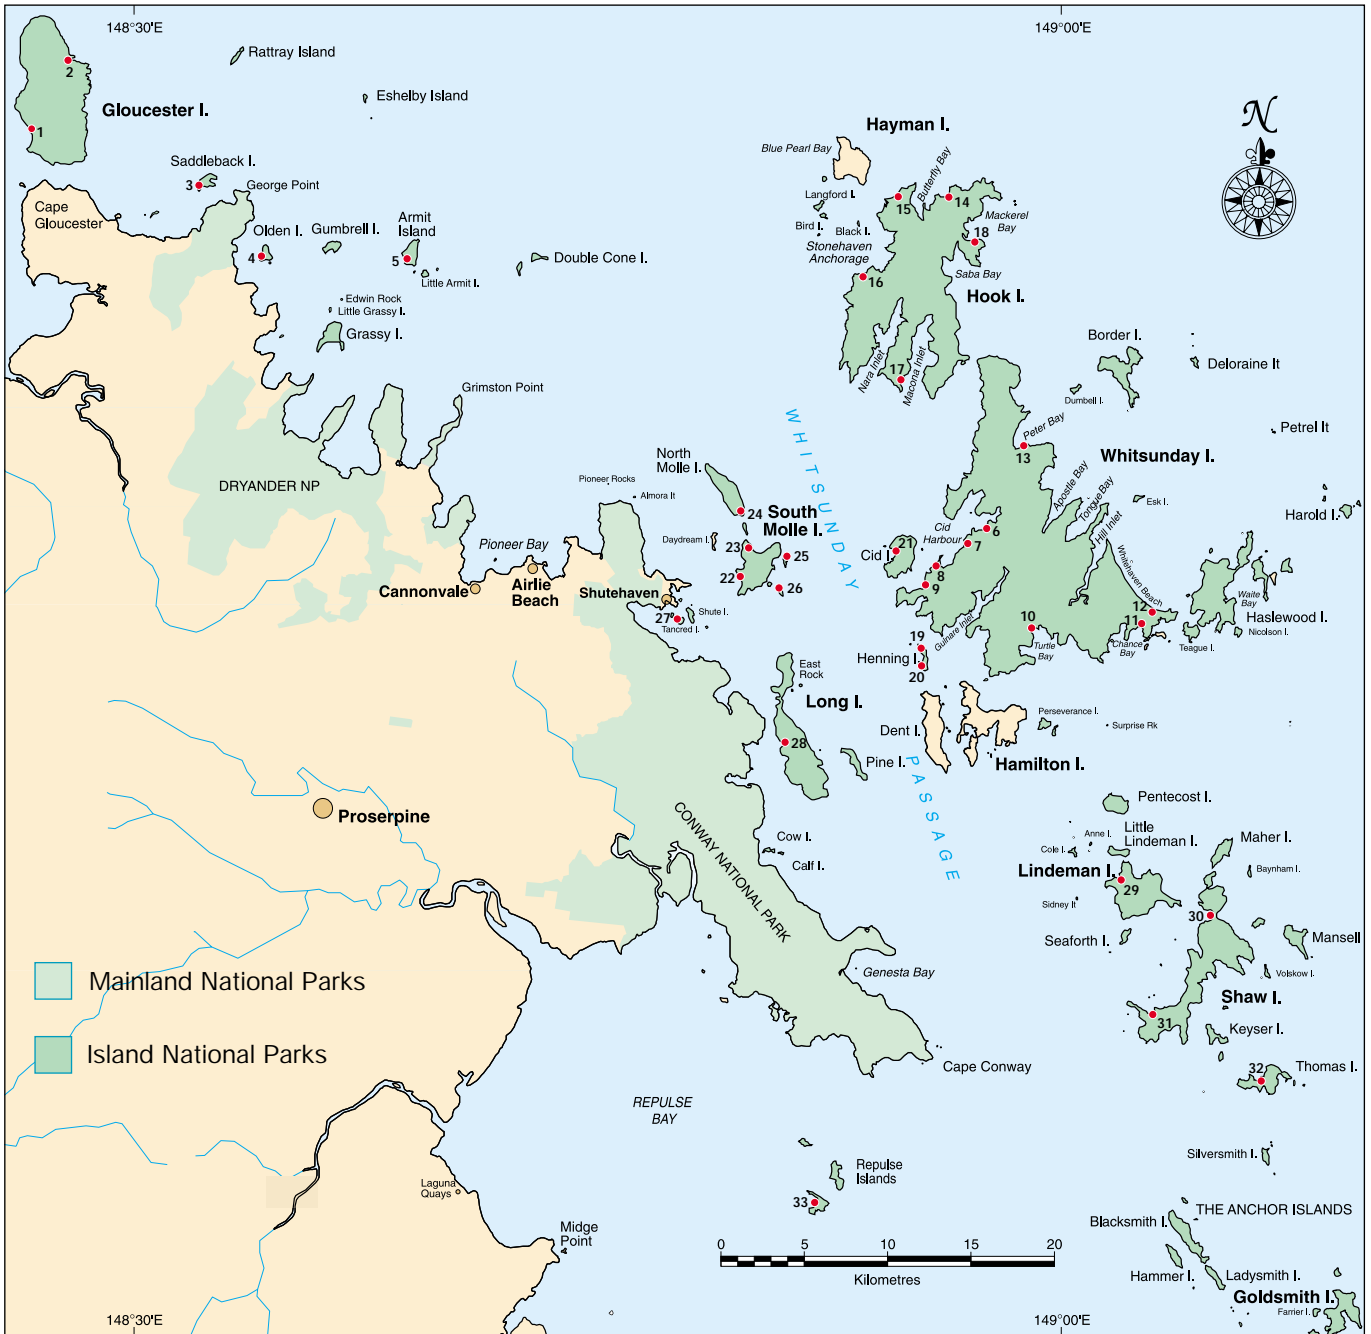 148°30'E
149°00'E
Rattray Island
2
Eshelby Island
Gloucester I.
N
Hayman I.
1
Blue Pearl Bay
Saddleback I.
Butterfly Bay
3
George Point
Langford I.
15
14
Cape
Gloucester
Armit
Island
Mackerel
Bay
Olden I.
Gumbrell I.
Bird I.
Black I.
18
Stonehaven
Anchorage
4
5
Double Cone I.
Little Armit I.
Saba Bay
16
Hook I.
Edwin Rock
Little Grassy I.
Grassy I.
Border I.
Deloraine It
Nara Inlet
17
Macona Inlet
Grimston Point
Dumbell I.
WHITSUNDAY
Peter Bay
Petrel It
13
North
Molle I.
Whitsunday I.
Pioneer Rocks
DRYANDER NP
Almora It
Apostle Bay
Tongue Bay
Esk I.
24
South
Molle I.
Harold I.
Hill Inlet
Cid
Harbour
6
Daydream I.
23
25
Cid I.
21
7
Pioneer Bay
Whitehaven Beach
Airlie
Beach
Cannonvale
Shutehaven
22
26
8
9
Waite
Bay
12
27
Shute I.
Tancred I.
Gulnare Inlet
10
11
Haslewood I.
Nicolson I.
19
Turtle
Bay
Chance
Bay
Teague I.
Henning I.
20
East
Rock
Long I.
Perseverance I.
Surprise Rk
Dent I.
28
Pine I.
Hamilton I.
PASSAGE
Pentecost I.
Proserpine
CONWAY NATIONAL PARK
Cow I.
Calf I.
Anne I.
Little
Lindeman I.
Maher I.
Cole I.
Lindeman I.
Baynham I.
29
Sidney It
30
Seaforth I.
Mansell
Genesta Bay
Volskow I.
Mainland National Parks
Shaw I.
31
Keyser I.
Island National Parks
Cape Conway
32
Thomas I.
REPULSE
BAY
Silversmith I.
Repulse
Islands
Laguna
Quays
33
THE ANCHOR ISLANDS
Blacksmith I.
Midge
Point
0
5
10
15
20
Kilometres
Hammer I.
Ladysmith I.
Goldsmith I.
Farrier I.
148°30'E
149°00'E